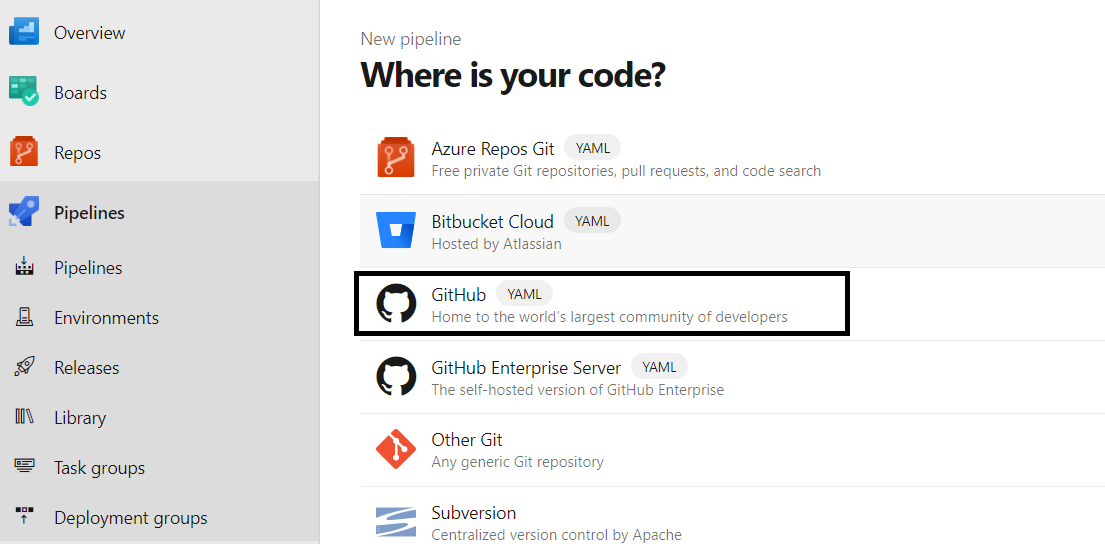 Overview
Boards
Repos
Pipelines
Pipelines
Environments
Releases
Library
Task groups
Deployment groups
New pipeline
Where is your code?
Azure Repos Git YAML
Free private Git repositories, pull requests, and code search
Bitbucket Cloud YAML
Hosted by Atlassian
GitHub YAML
Home to the world's largest community of developers
GitHub Enterprise Server YAML
The self-hosted version of GitHub Enterprise
Other Git
Any generic Git repository
Subversion
Centralized version control by Apache